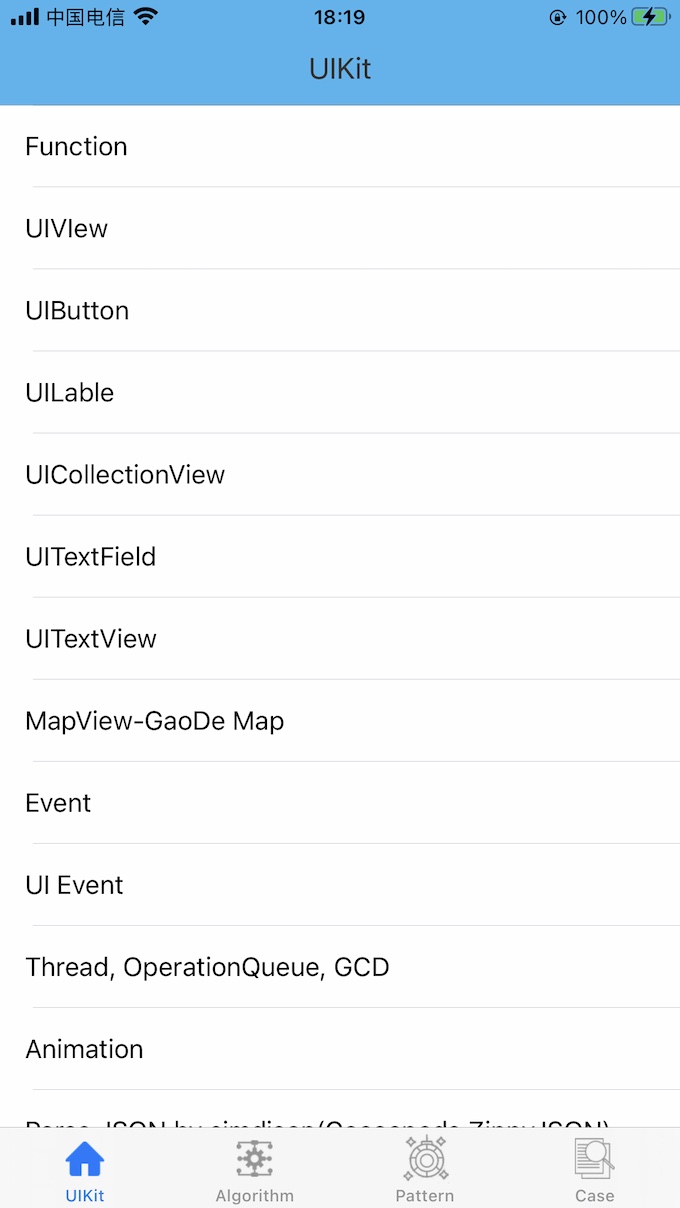 中国电信 18:19 100%
UIKit
Function
UIVIew
UIButton
UILable
UICollectionView
UITextField
UITextView
MapView-GaoDe Map
Event
UI Event
Thread, OperationQueue, GCD
Animation
UIKit Algorithm Pattern Case